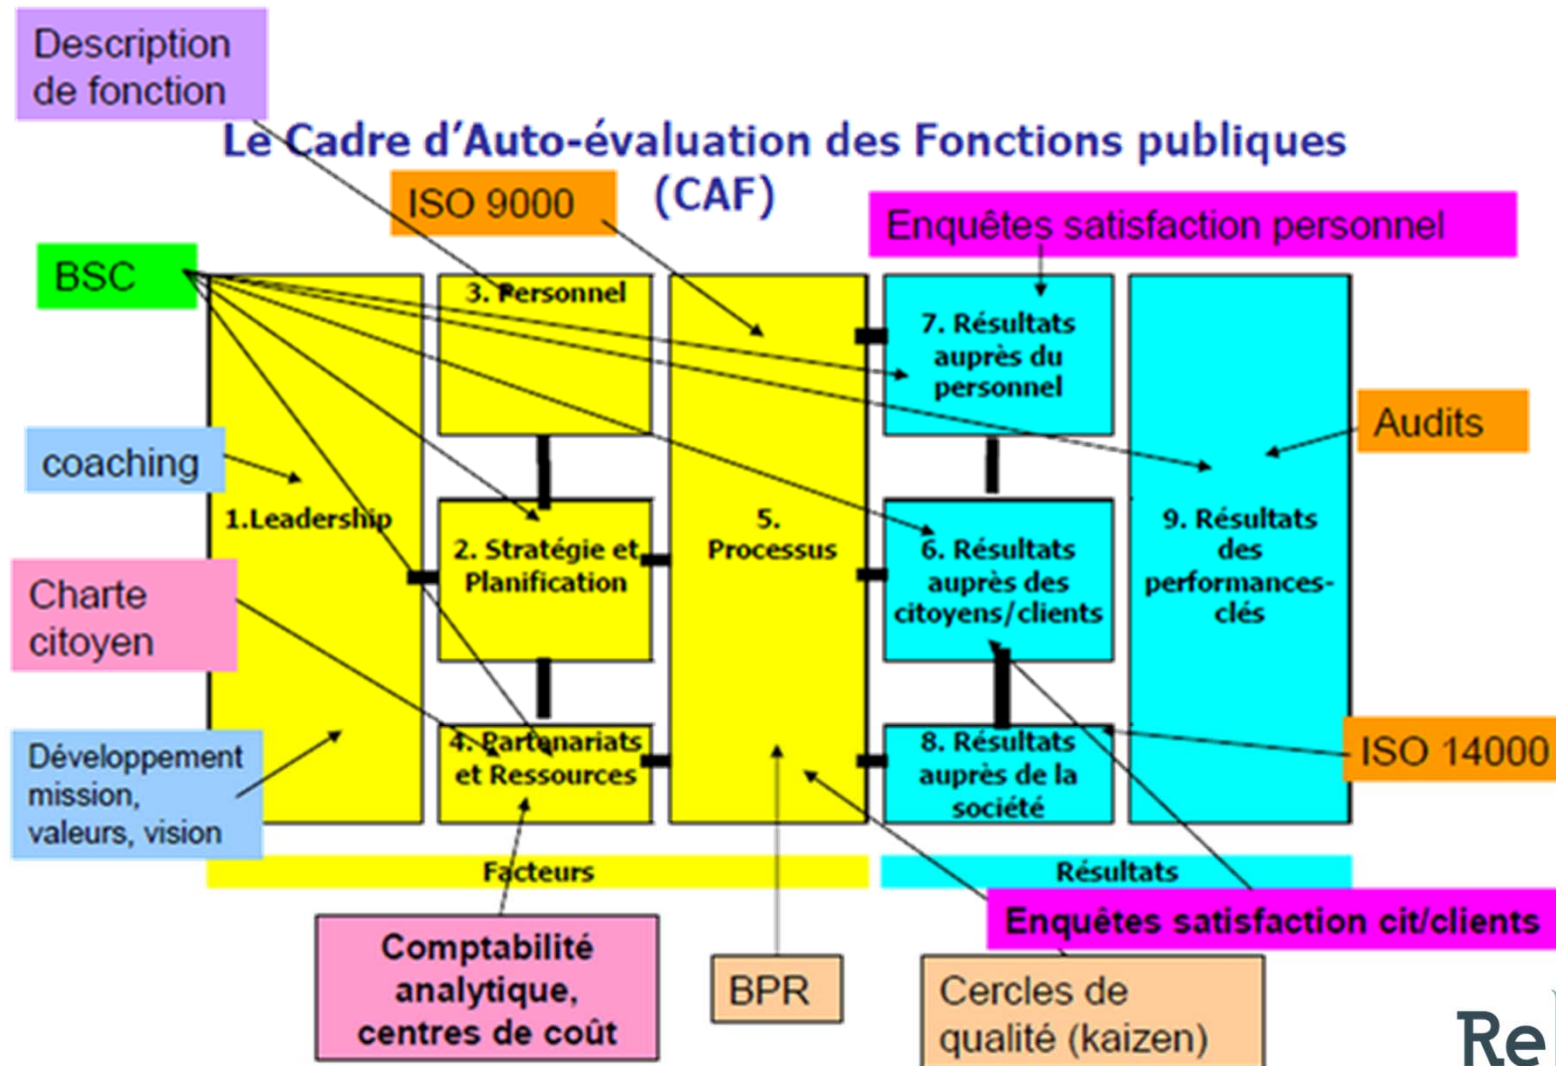 Description
de fonction
Le Cadre d'Auto-évaluation des Fonctions publiques
(CAF)
ISO 9000
Enquêtes satisfaction personnel
BSC
3. Personnel
7. Résultats
auprès du
personnel
Audits
coaching
1.Leadership
2. Stratégie et
Planification
5.
Processus
6. Résultats
auprès des
citoyens/clients
9. Résultats
des
performances-
clés
Charte
citoyen
Développement
mission,
valeurs, vision
4. Partenariats
et Ressources
8. Résultats
auprès de la
société
ISO 14000
Facteurs
Résultats
Enquêtes satisfaction cit/clients
Comptabilité
analytique,
centres de coût
BPR
Cercles de
qualité (kaizen)
Re